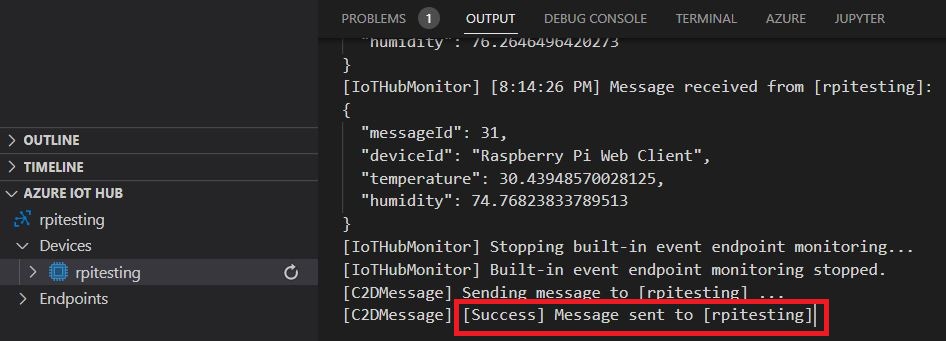 PROBLEMS 1 OUTPUT DEBUG CONSOLE TERMINAL AZURE JUPYTER
"humidity": 76.2646496420273
}
[IoTHubMonitor] [8:14:26 PM] Message received from [rpitesting]:
{
"messageId": 31,
"deviceId": "Raspberry Pi Web Client",
"temperature": 30.43948570028125,
"humidity": 74.76823833789513
}
[IoTHubMonitor] Stopping built-in event endpoint monitoring...
[IoTHubMonitor] Built-in event endpoint monitoring stopped.
[C2DMessage] Sending message to [rpitesting] ...
[C2DMessage] [Success] Message sent to [rpitesting]
OUTLINE
TIMELINE
AZURE IOT HUB
rpitesting
Devices
rpitesting
Endpoints